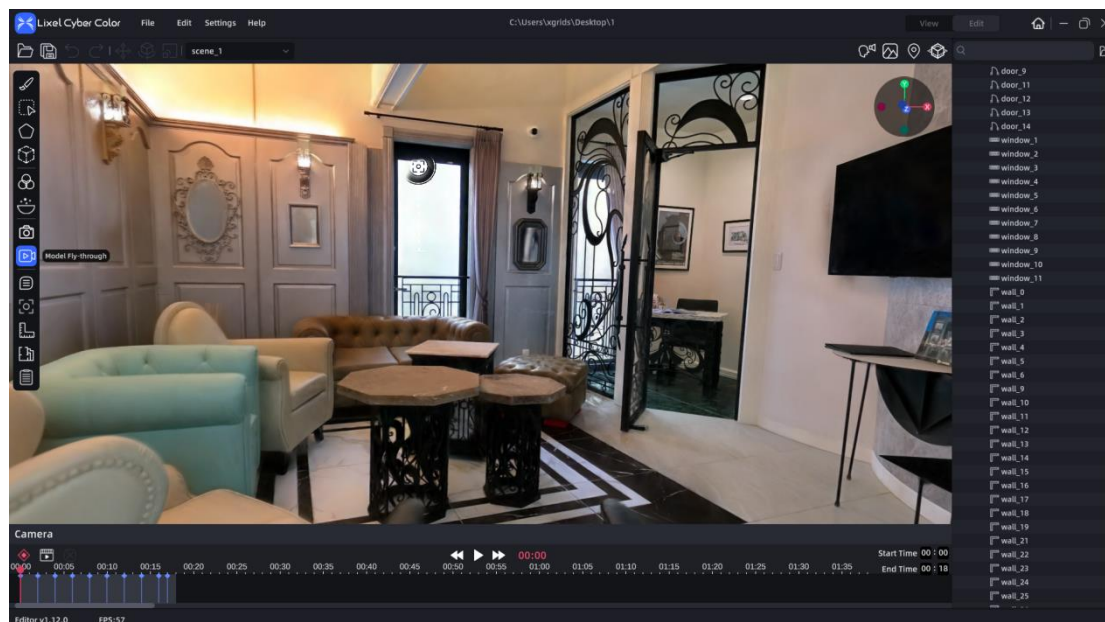 Lixel Cyber Color File Edit Settings Help C:\Users\xgrids\Desktop\1 View Edit
scene_1
Model Fly-through
door_9
door_11
door_12
door_13
door_14
window_1
window_2
window_3
window_4
window_5
window_6
window_7
window_8
window_9
window_10
window_11
wall_0
wall_1
wall_2
wall_3
wall_4
wall_5
wall_6
wall_9
wall_10
wall_11
wall_12
wall_13
wall_14
wall_15
wall_16
wall_17
wall_18
wall_19
wall_21
wall_22
wall_23
wall_24
wall_25
Camera
00:00 Start Time 00 : 00
00:00 00:05 00:10 00:15 00:20 00:25 00:30 00:35 00:40 00:45 00:50 00:55 01:00 01:05 01:10 01:15 01:20 01:25 01:30 01:35 End Time 00 : 18
Editor v1.12.0 FPS:57